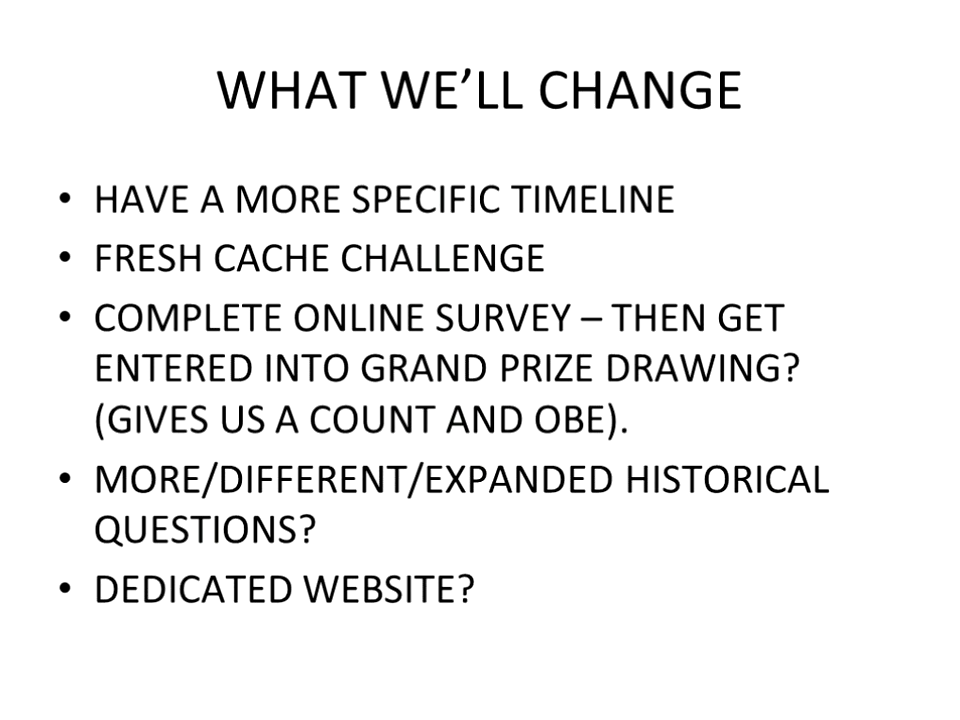 WHAT WE’LL CHANGE
• HAVE A MORE SPECIFIC TIMELINE
• FRESH CACHE CHALLENGE
• COMPLETE ONLINE SURVEY – THEN GET
ENTERED INTO GRAND PRIZE DRAWING?
(GIVES US A COUNT AND OBE).
• MORE/DIFFERENT/EXPANDED HISTORICAL
QUESTIONS?
• DEDICATED WEBSITE?